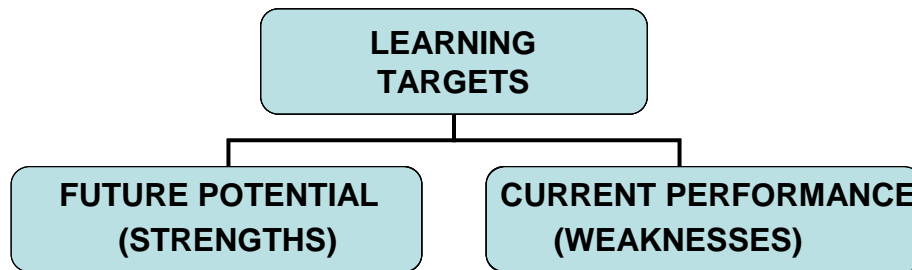 LEARNING
TARGETS
FUTURE POTENTIAL
(STRENGTHS)
CURRENT PERFORMANCE
(WEAKNESSES)